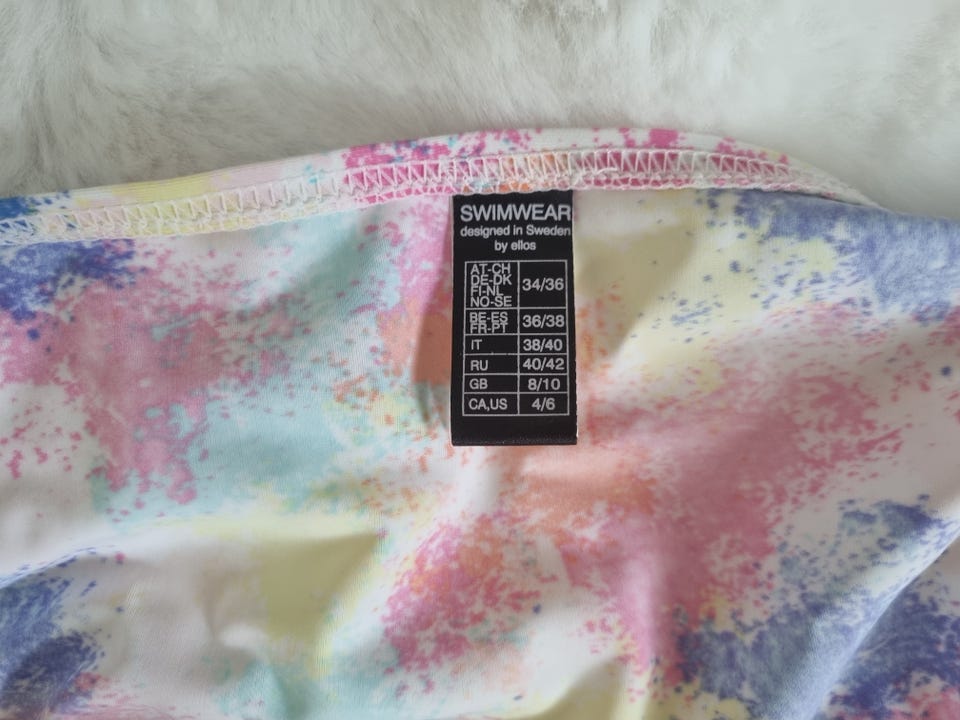 SWIMWEAR
designed in Sweden
by ellos
AT-CH
DE-DK
FI-NL
NO-SE
34/36
BE-ES
FR-PT
36/38
IT 38/40
RU 40/42
GB 8/10
CA,US 4/6